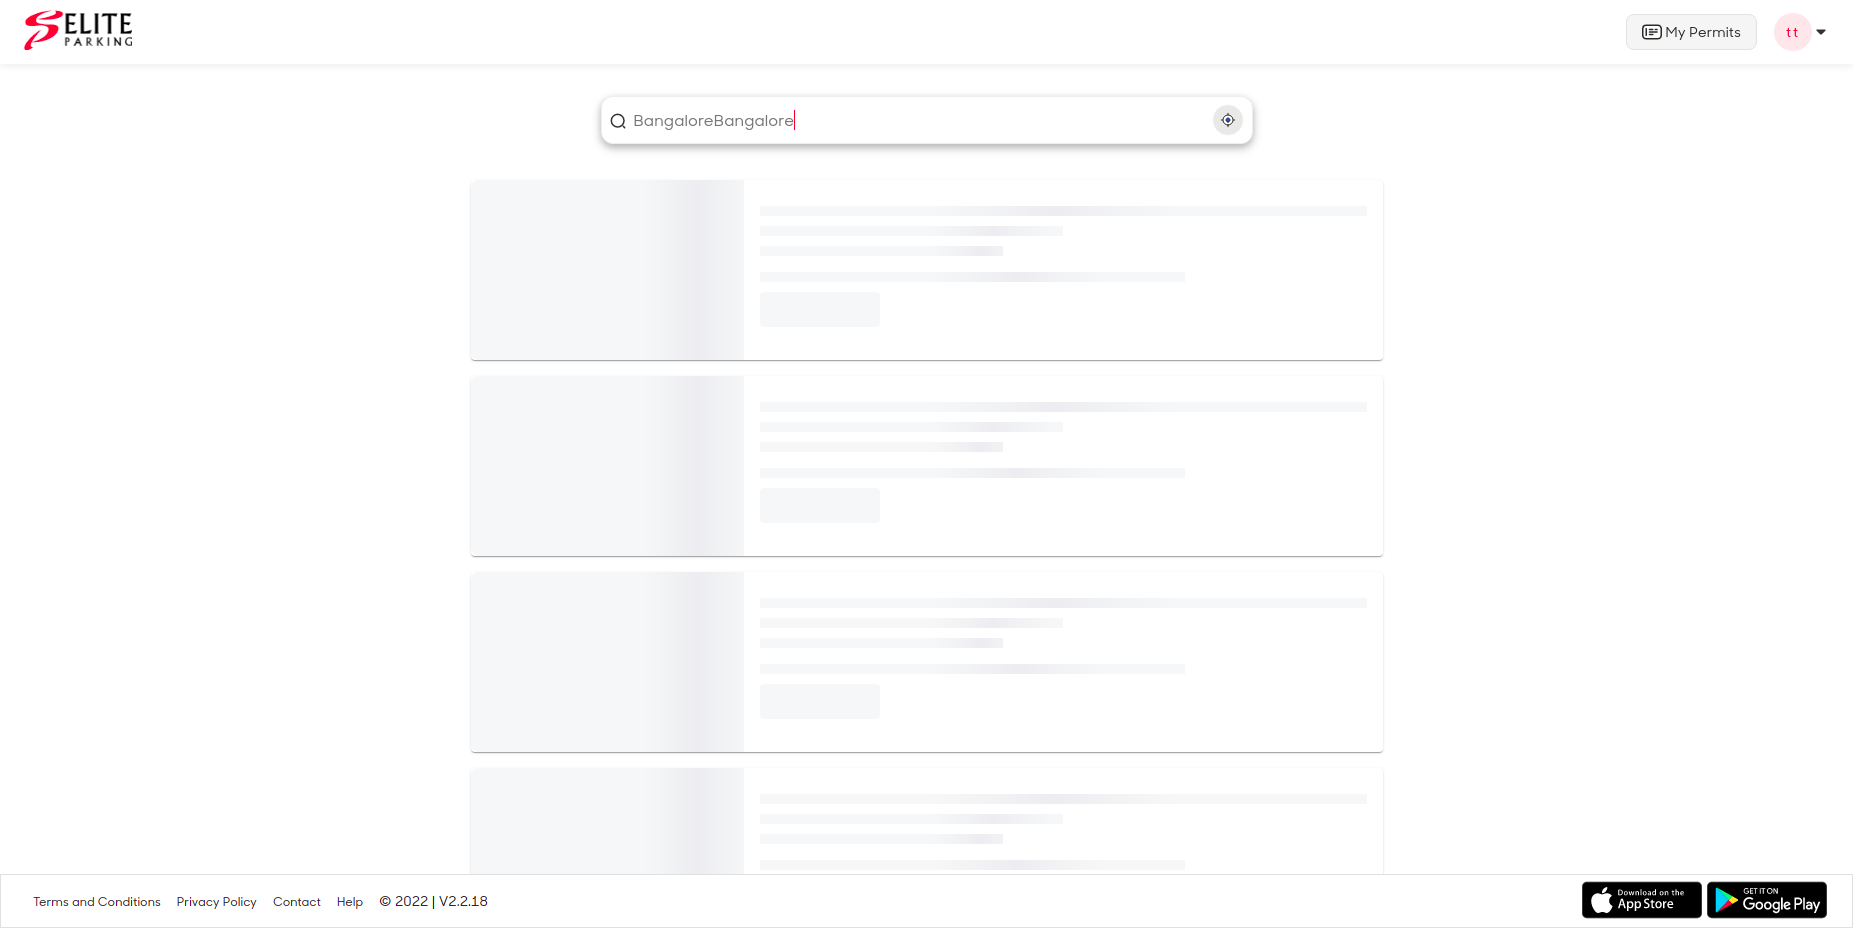 ELITE
PARKING
My Permits
tt
BangaloreBangalore
Terms and Conditions Privacy Policy Contact Help © 2022 | V2.2.18
Download on the
App Store
GET IT ON
Google Play